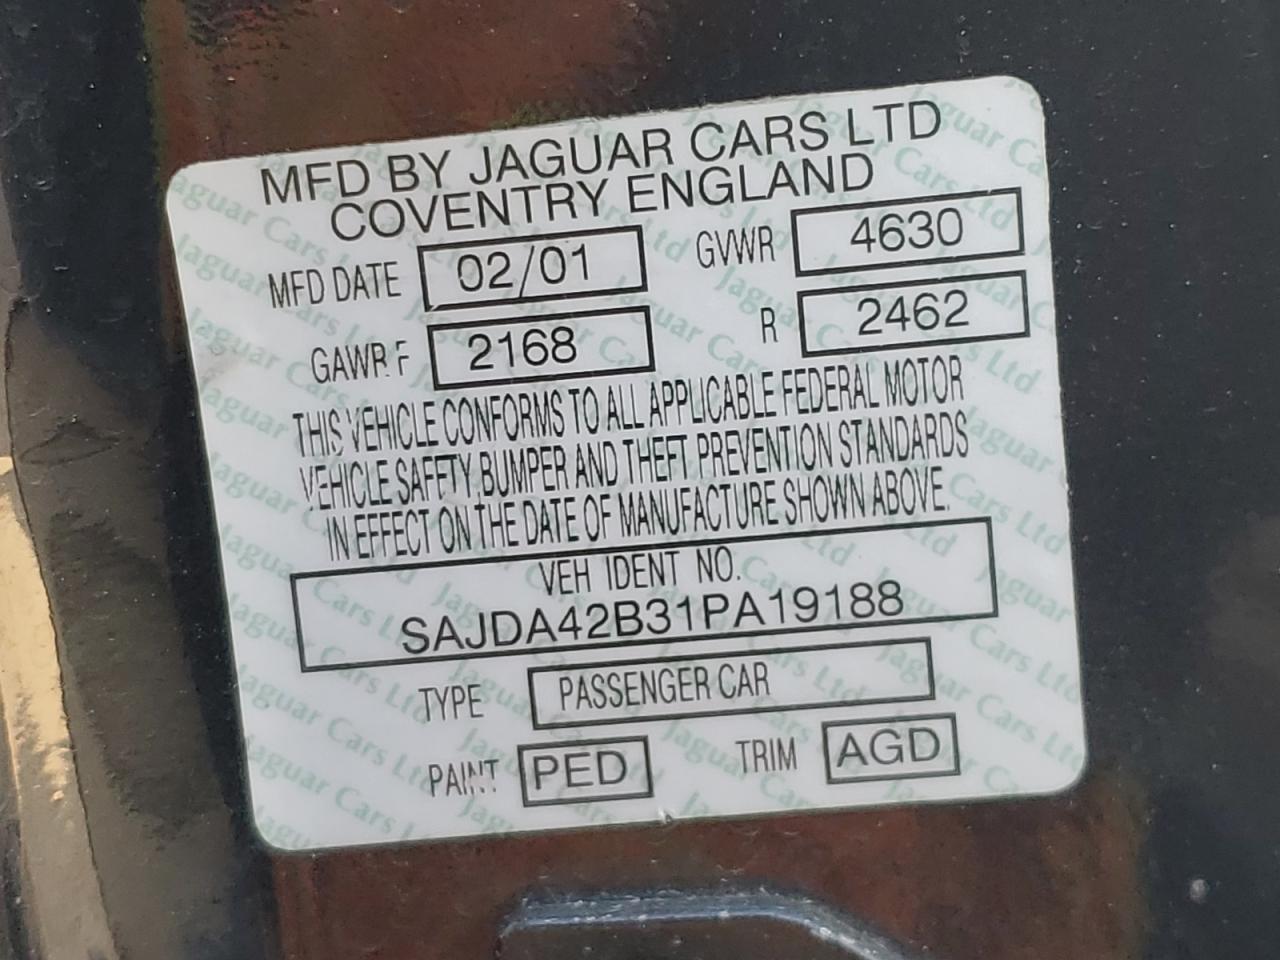 MFD BY JAGUAR CARS LTD
COVENTRY ENGLAND
MFD DATE 02/01 GVWR 4630
GAWR F 2168 R 2462
THIS VEHICLE CONFORMS TO ALL APPLICABLE FEDERAL MOTOR
VEHICLE SAFETY, BUMPER AND THEFT PREVENTION STANDARDS
IN EFFECT ON THE DATE OF MANUFACTURE SHOWN ABOVE.
VEH IDENT NO.
SAJDA42B31PA19188
TYPE PASSENGER CAR
PAINT PED TRIM AGD